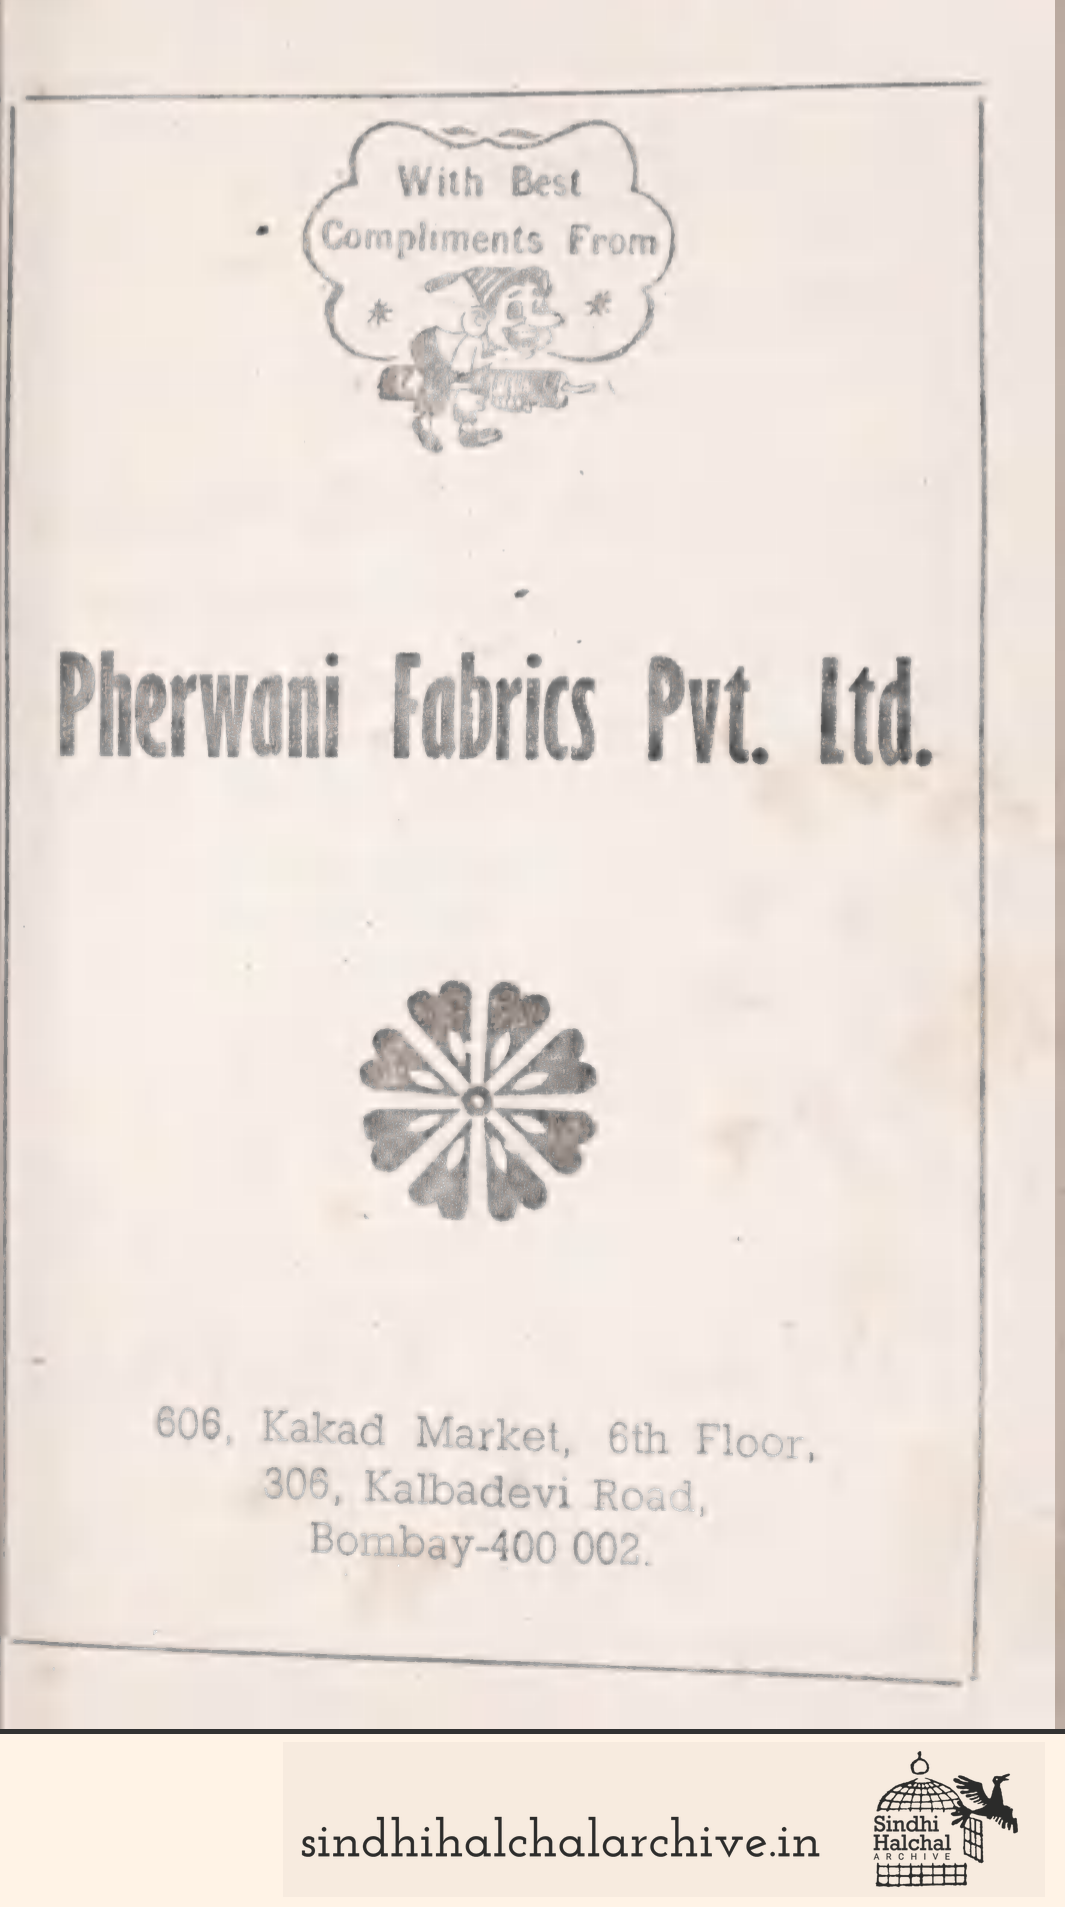 With Best
Compliments From
Pherwani Fabrics Pvt. Ltd.
606, Kakad Market, 6th Floor,
306, Kalbadevi Road,
Bombay-400 002.
sindhihalchalarchive.in
Sindhi
Halchal
ARCHIVE